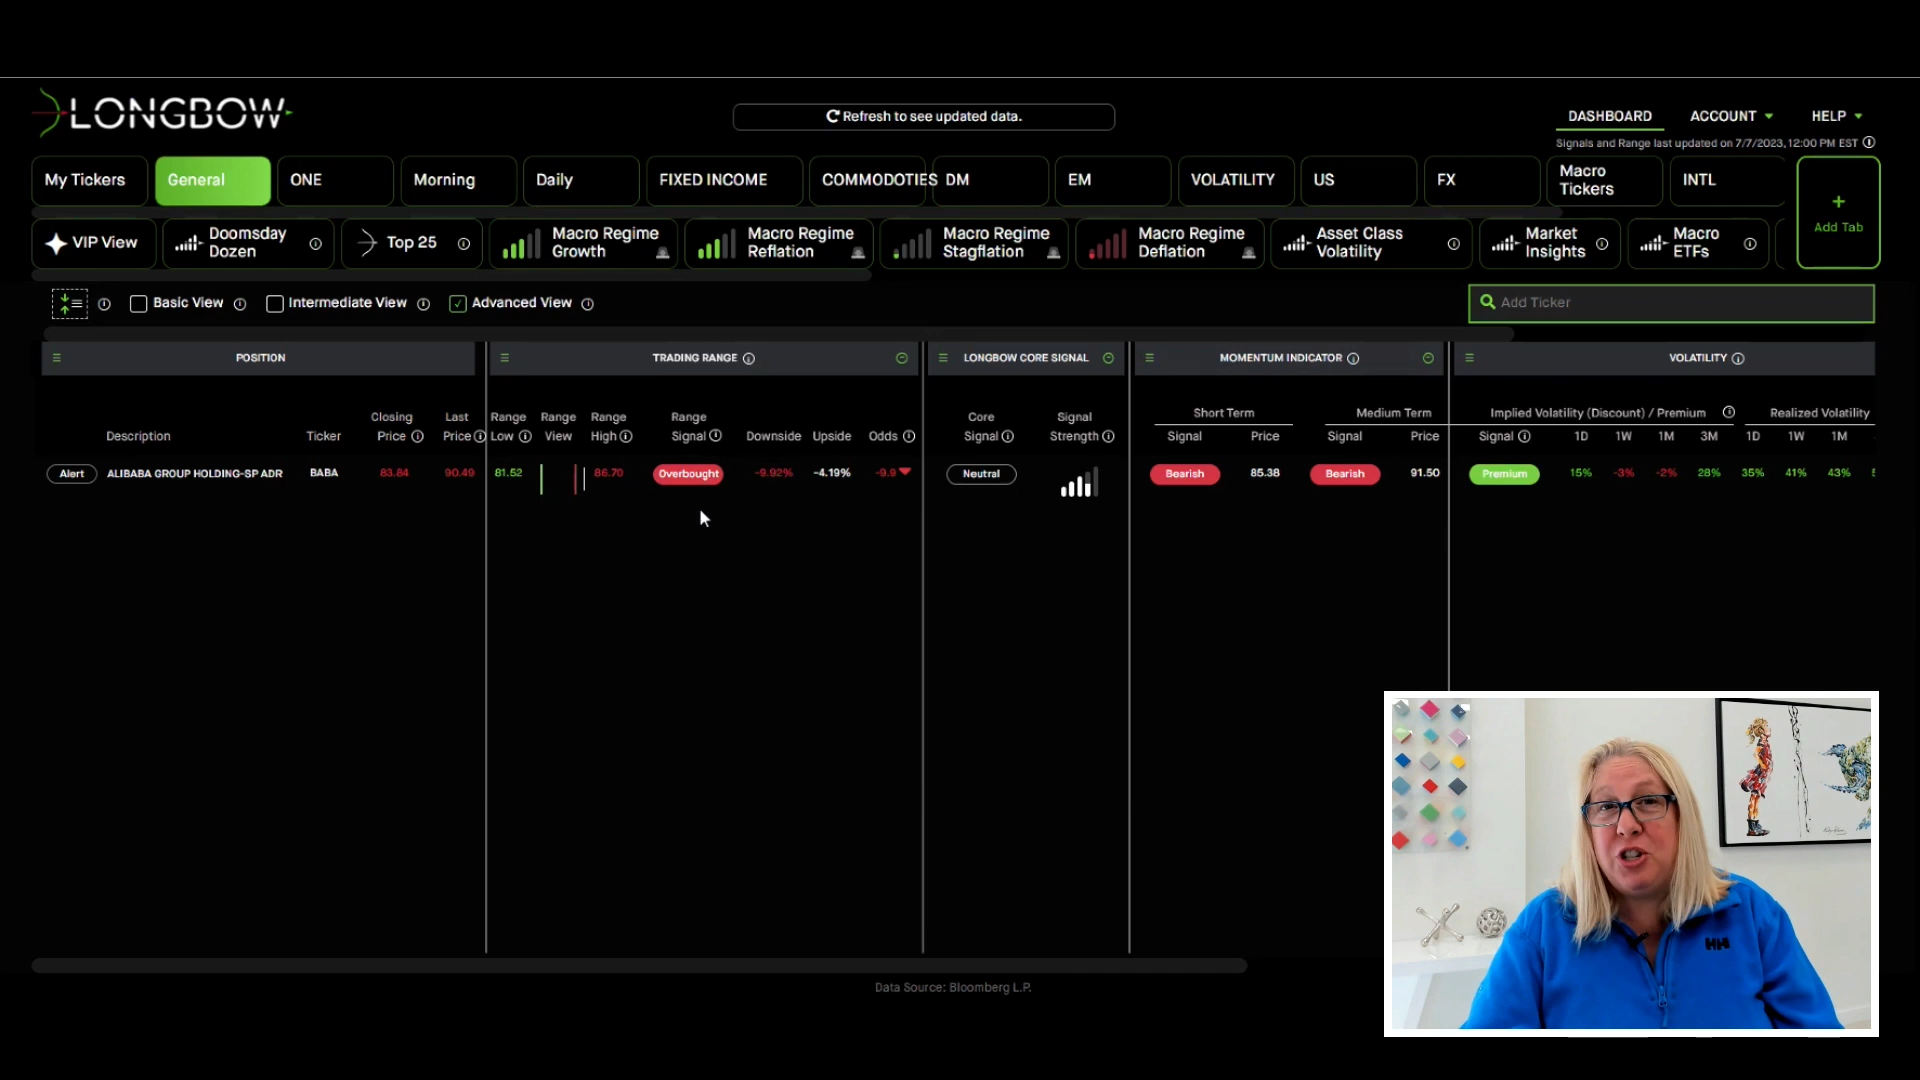 LONGBOW
Refresh to see updated data.
DASHBOARD ACCOUNT HELP
Signals and Range last updated on 7/7/2023, 12:00 PM EST
My Tickers General ONE Morning Daily FIXED INCOME COMMODOTIES DM EM VOLATILITY US FX Macro Tickers INTL
+ Add Tab
VIP View Doomsday Dozen Top 25 Macro Regime Growth Macro Regime Reflation Macro Regime Stagflation Macro Regime Deflation Asset Class Volatility Market Insights Macro ETFs
Basic View Intermediate View Advanced View Add Ticker
POSITION TRADING RANGE LONGBOW CORE SIGNAL MOMENTUM INDICATOR VOLATILITY
Short Term Medium Term Implied Volatility (Discount) / Premium Realized Volatility
Description Ticker Closing Price Last Price Range Low Range View Range High Range Signal Downside Upside Odds Core Signal Signal Strength Signal Price Signal Price Signal 1D 1W 1M 3M 1D 1W 1M
Alert ALIBABA GROUP HOLDING-SP ADR BABA 83.84 90.49 81.52 86.70 Overbought -9.92% -4.19% -9.9 Neutral Bearish 85.38 Bearish 91.50 Premium 15% -3% -2% 28% 35% 41% 43%
HH
Data Source: Bloomberg L.P.